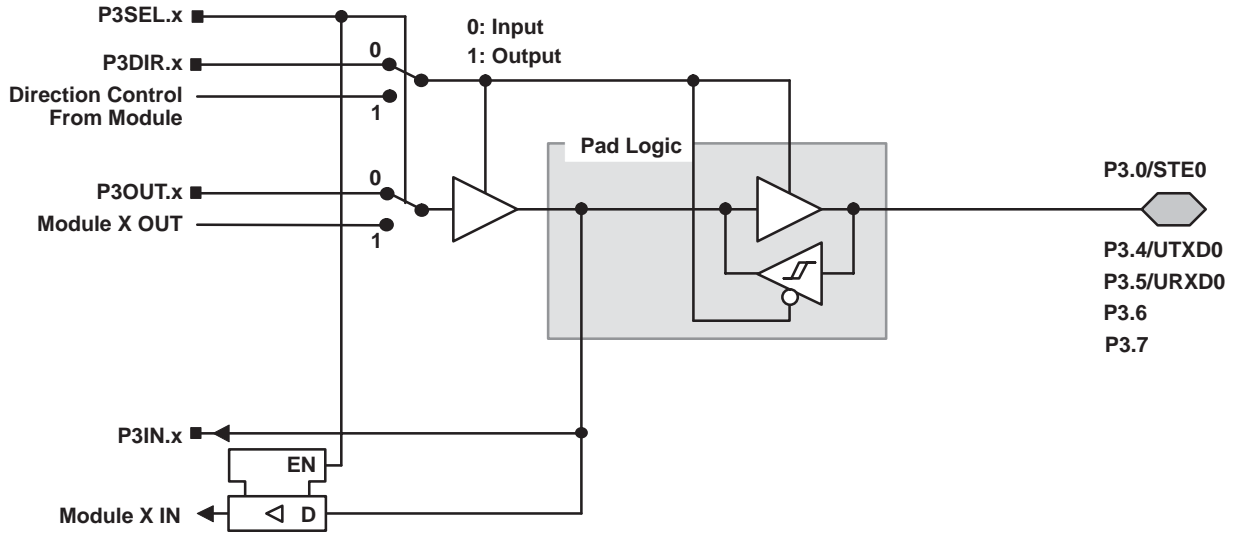 P3SEL.x
0: Input
1: Output
0
P3DIR.x
Direction Control
From Module
1
Pad Logic
P3.0/STE0
0
P3OUT.x
Module X OUT
1
P3.4/UTXD0
P3.5/URXD0
P3.6
P3.7
P3IN.x
EN
Module X IN
D